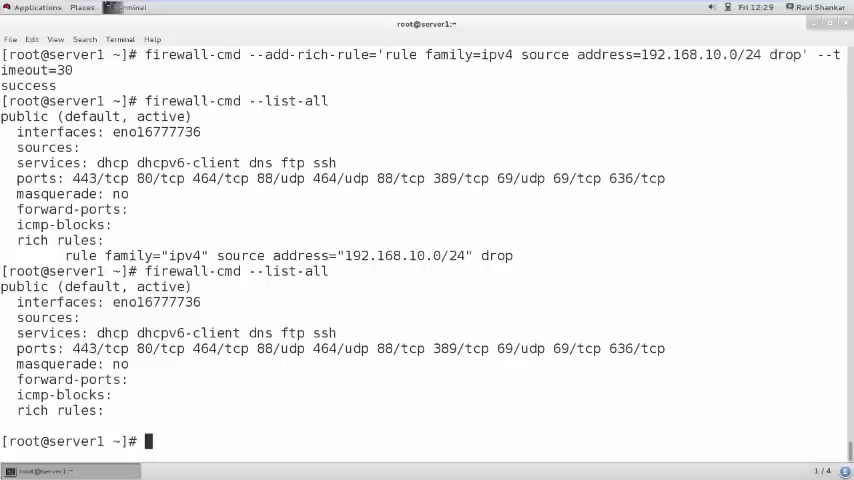 Applications Places Terminal Fri 12:29 Ravi Shankar
root@server1:~
File Edit View Search Terminal Help
[root@server1 ~]# firewall-cmd --add-rich-rule='rule family=ipv4 source address=192.168.10.0/24 drop' --t
imeout=30
success
[root@server1 ~]# firewall-cmd --list-all
public (default, active)
  interfaces: eno16777736
  sources:
  services: dhcp dhcpv6-client dns ftp ssh
  ports: 443/tcp 80/tcp 464/tcp 88/udp 464/udp 88/tcp 389/tcp 69/udp 69/tcp 636/tcp
  masquerade: no
  forward-ports:
  icmp-blocks:
  rich rules:
        rule family="ipv4" source address="192.168.10.0/24" drop
[root@server1 ~]# firewall-cmd --list-all
public (default, active)
  interfaces: eno16777736
  sources:
  services: dhcp dhcpv6-client dns ftp ssh
  ports: 443/tcp 80/tcp 464/tcp 88/udp 464/udp 88/tcp 389/tcp 69/udp 69/tcp 636/tcp
  masquerade: no
  forward-ports:
  icmp-blocks:
  rich rules:
[root@server1 ~]#
root@server1:~ 1 / 4